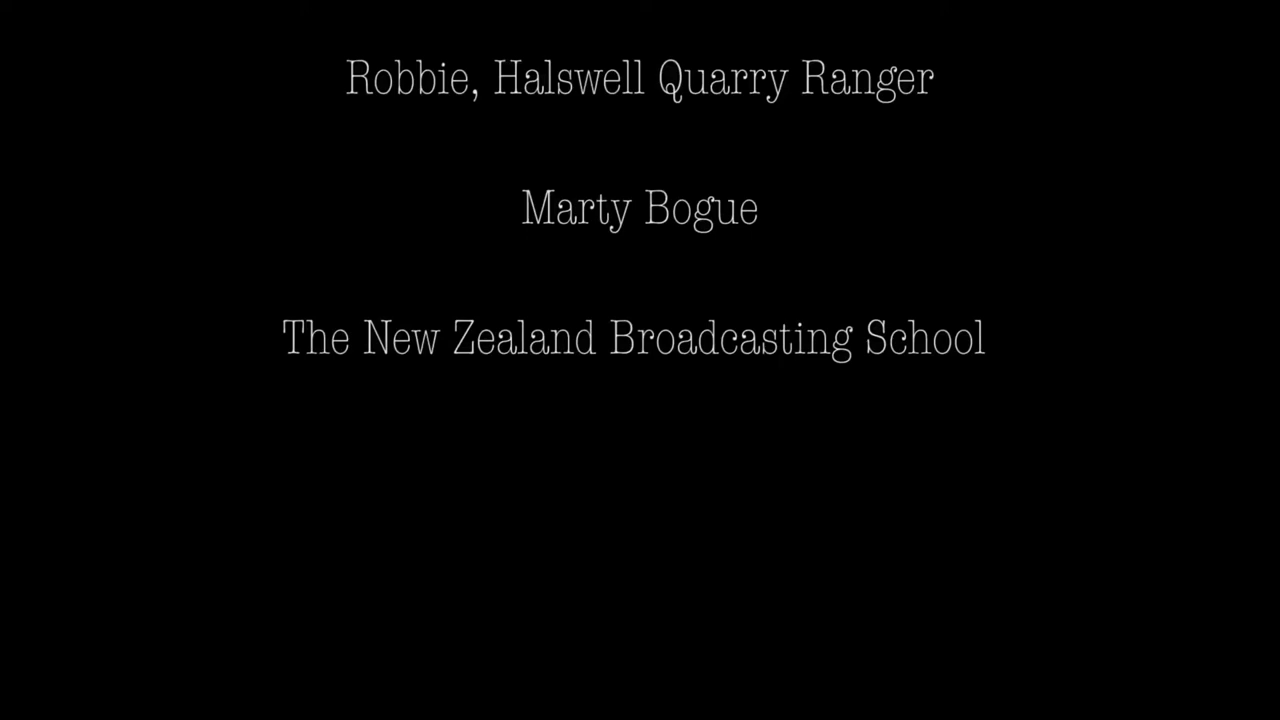 Robbie, Halswell Quarry Ranger
Marty Bogue
The New Zealand Broadcasting School